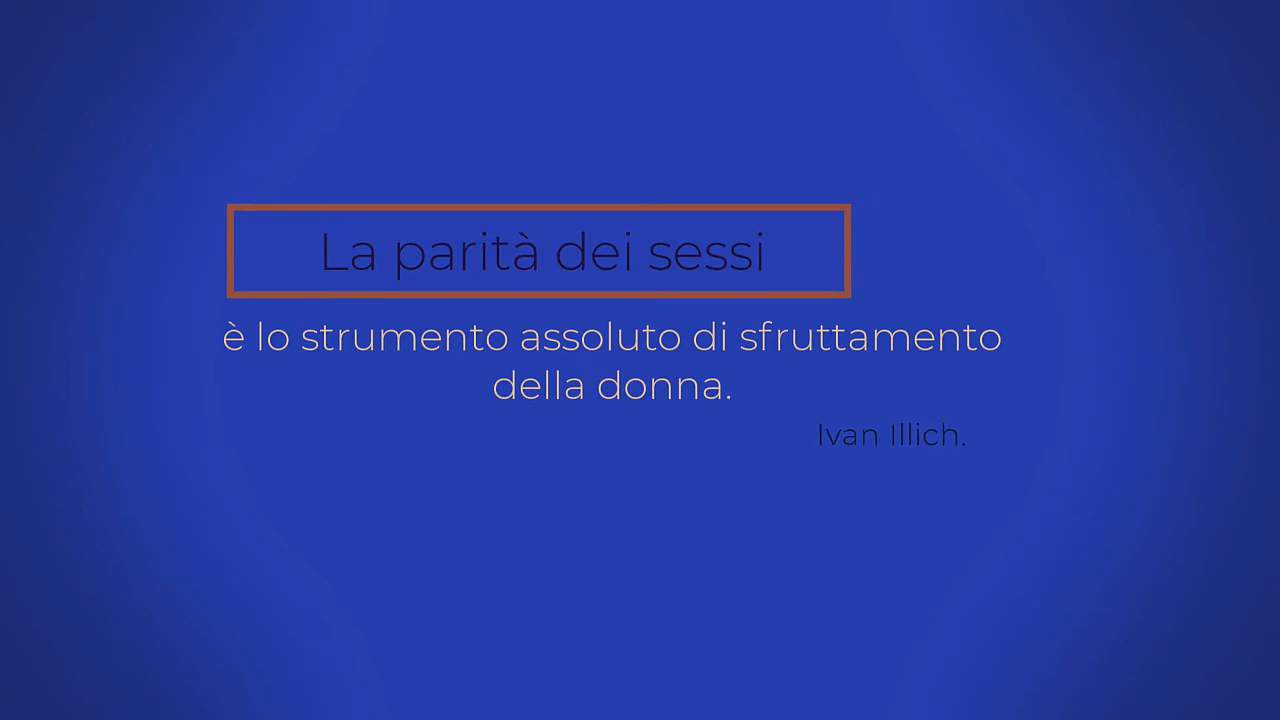 La parità dei sessi
è lo strumento assoluto di sfruttamento
della donna.
Ivan Illich.